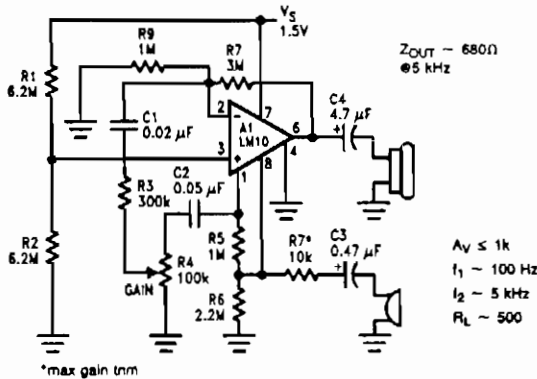 VS
1.5V
R9
1M
R7
3M
ZOUT ~ 680Ω
@5 kHz
R1
6.2M
C1
0.02 µF
2
7
A1
LM10
6
4
3
8
1
C4
4.7 µF
+
C2
0.05 µF
R3
300k
R5
1M
R7*
10k
C3
0.47 µF
+
R2
6.2M
GAIN
R4
100k
R6
2.2M
AV ≤ 1k
f1 ~ 100 Hz
f2 ~ 5 kHz
RL ~ 500
*max gain trim